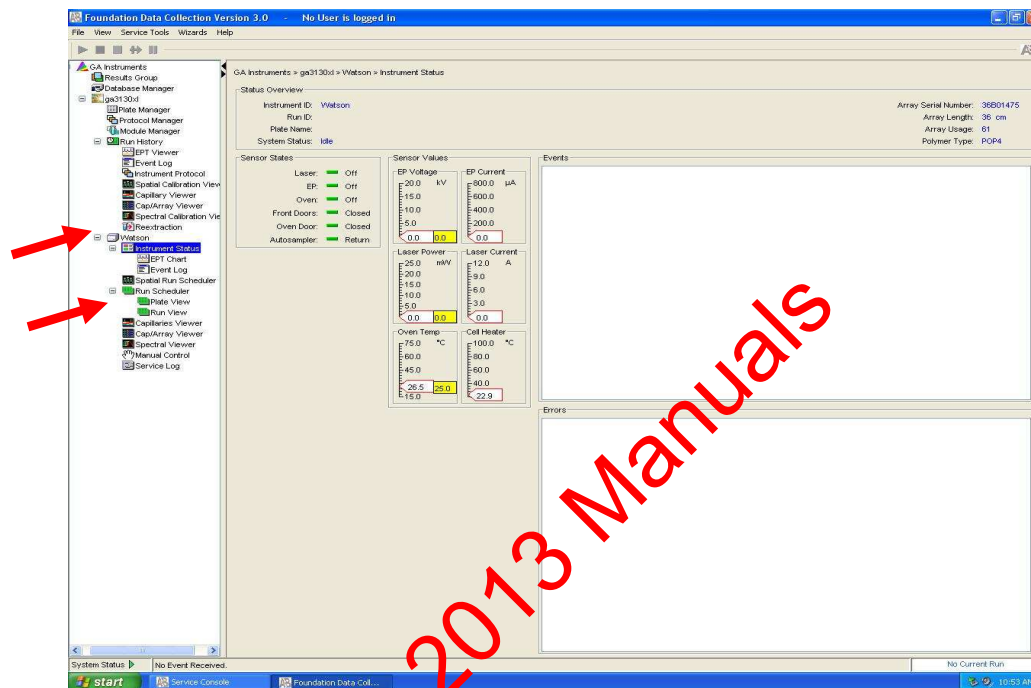 Foundation Data Collection Version 3.0 - No User is logged in
File View Service Tools Wizards Help
GA Instruments
Results Group
Database Manager
ga3130xl
Plate Manager
Protocol Manager
Module Manager
Run History
EPT Viewer
Event Log
Instrument Protocol
Spatial Calibration View
Capillary Viewer
Cap/Array Viewer
Spectral Calibration Vie
Reextraction
Watson
Instrument Status
EPT Chart
Event Log
Spatial Run Scheduler
Run Scheduler
Plate View
Run View
Capillaries Viewer
Cap/Array Viewer
Spectral Viewer
Manual Control
Service Log
GA Instruments > ga3130xl > Watson > Instrument Status
Status Overview
Instrument ID: Watson
Run ID:
Plate Name:
System Status: Idle
Array Serial Number: 36B01475
Array Length: 36 cm
Array Usage: 61
Polymer Type: POP4
Sensor States
Laser: Off
EP: Off
Oven: Off
Front Doors: Closed
Oven Door: Closed
Autosampler: Return
Sensor Values
EP Voltage
20.0 kV
15.0
10.0
5.0
0.0 0.0
EP Current
800.0 µA
600.0
400.0
200.0
0.0
Laser Power
25.0 mW
20.0
15.0
10.0
5.0
0.0 0.0
Laser Current
12.0 A
9.0
6.0
3.0
0.0
Oven Temp
75.0 °C
60.0
45.0
26.5 25.0
15.0
Cell Heater
100.0 °C
80.0
60.0
40.0
22.9
Events
Errors
2013 Manuals
System Status No Event Received. No Current Run
start Service Console Foundation Data Coll... 10:53 AM